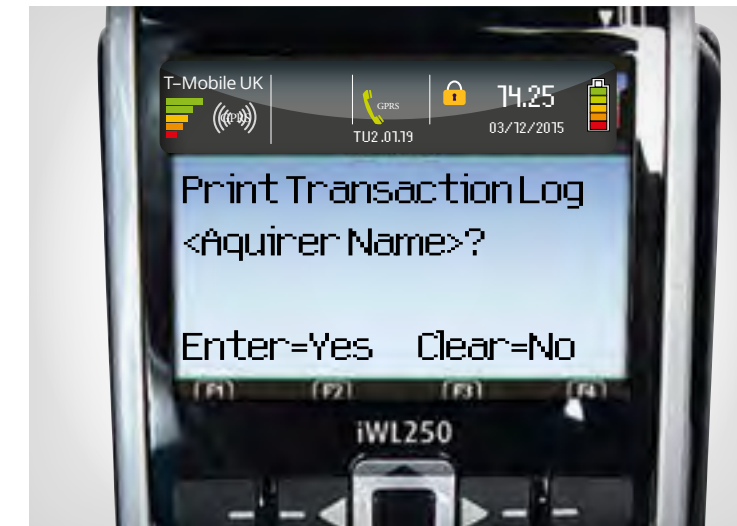 T-Mobile UK
GPRS
GPRS
TU2.01.19
14.25
03/12/2015
Print Transaction Log
<Aquirer Name>?
Enter=Yes Clear=No
F1 F2 F3 F4
iWL250